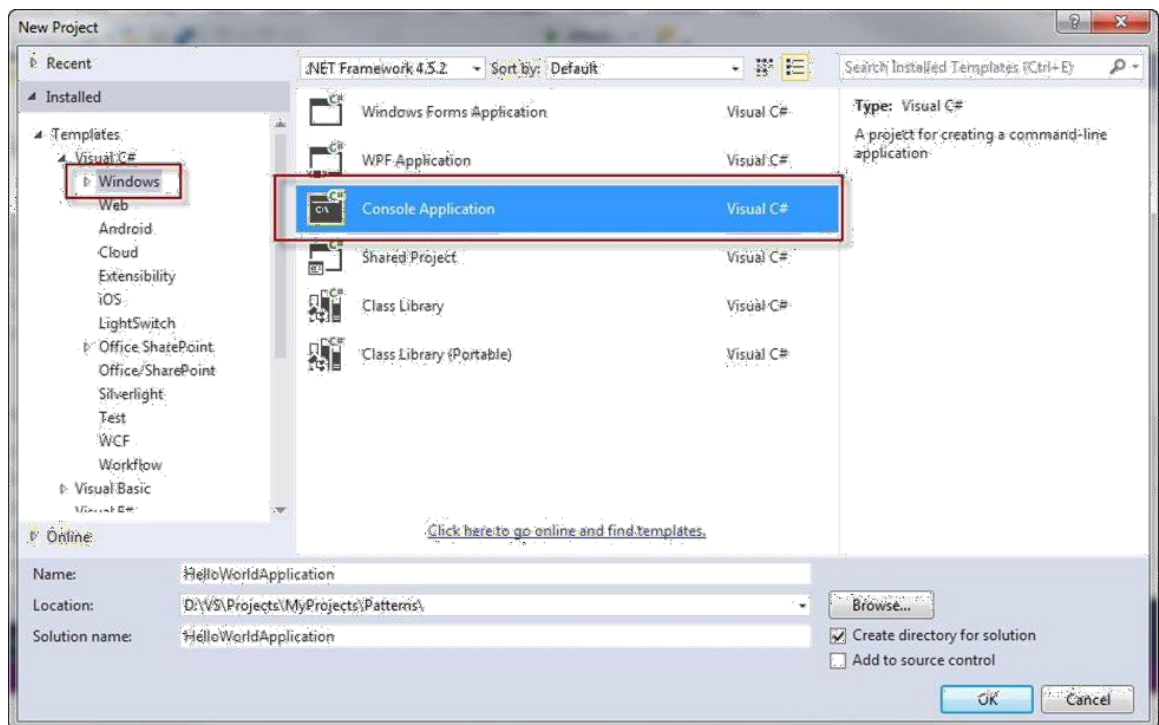 New Project
Recent
Installed
Templates
Visual C#
Windows
Web
Android
Cloud
Extensibility
iOS
LightSwitch
Office SharePoint
Office/SharePoint
Silverlight
Test
WCF
Workflow
Visual Basic
Visual F#
Online
.NET Framework 4.5.2 Sort by: Default
Search Installed Templates (Ctrl+E)
Windows Forms Application Visual C#
WPF Application Visual C#
Console Application Visual C#
Shared Project Visual C#
Class Library Visual C#
Class Library (Portable) Visual C#
Click here to go online and find templates.
Type: Visual C#
A project for creating a command-line
application
Name: HelloWorldApplication
Location: D:\VS\Projects\MyProjects\Patterns\
Browse...
Solution name: HelloWorldApplication
Create directory for solution
Add to source control
OK Cancel